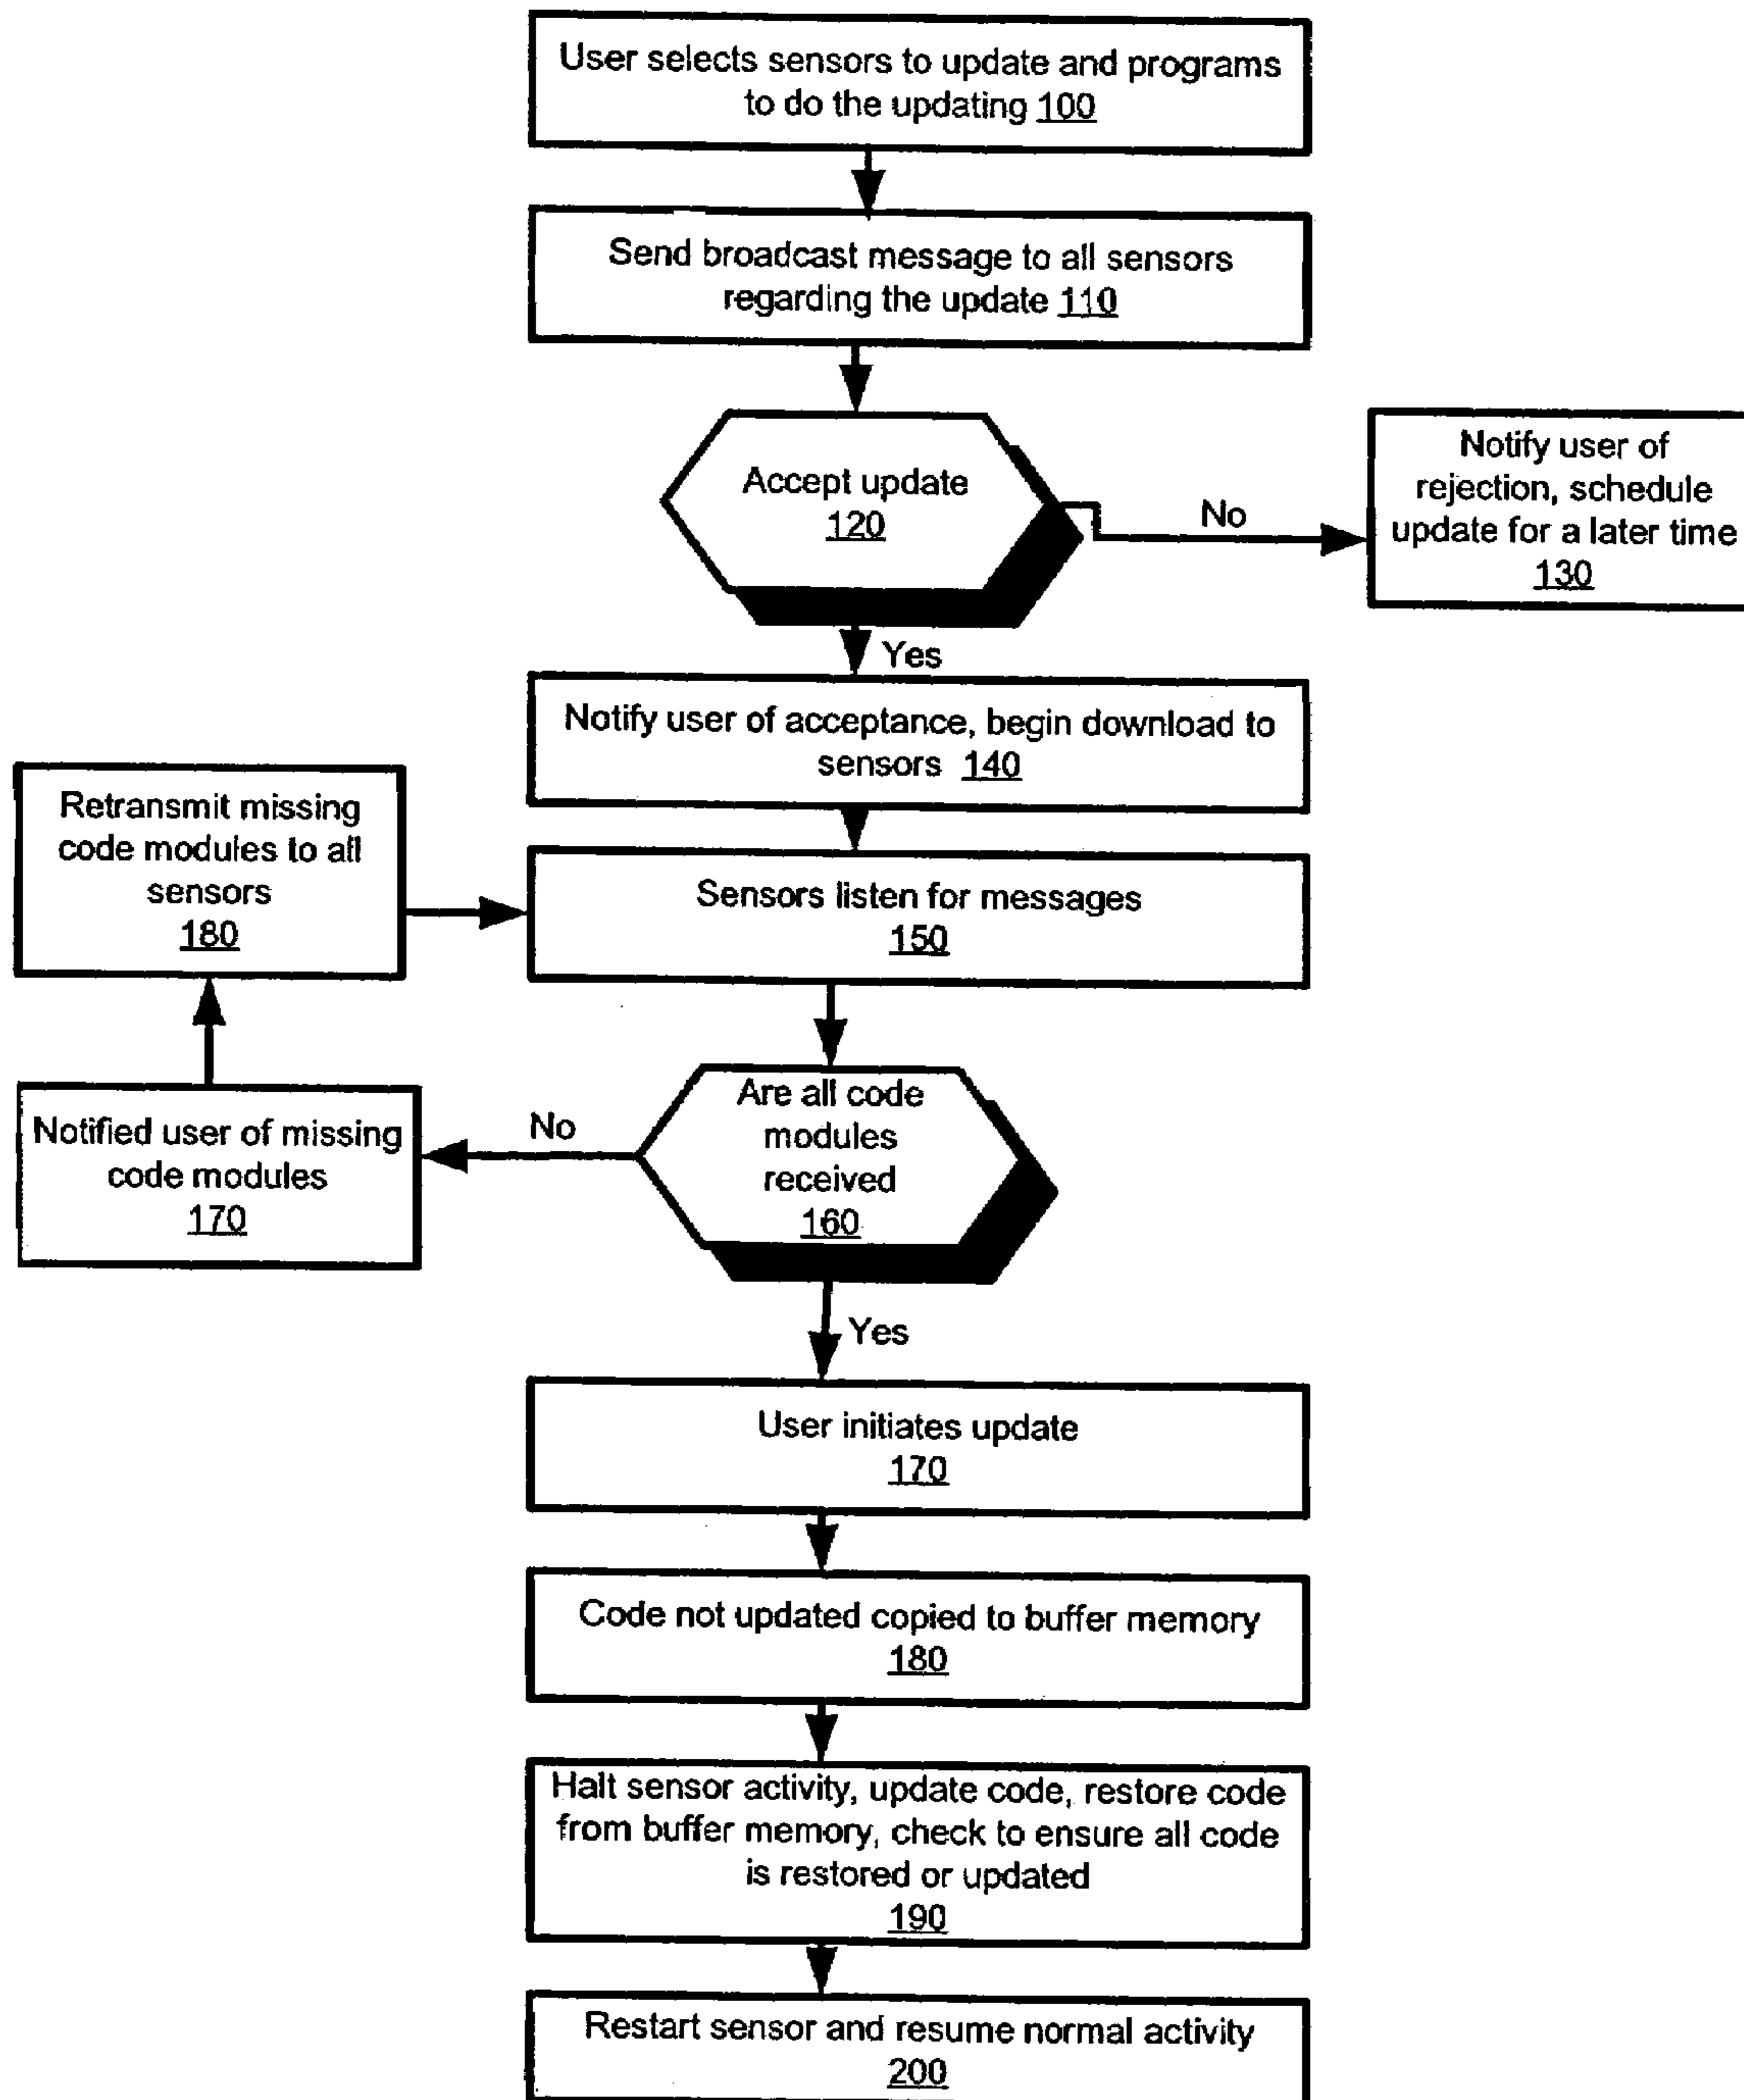 User selects sensors to update and programs
to do the updating 100
Send broadcast message to all sensors
regarding the update 110
Accept update
120
No
Notify user of
rejection, schedule
update for a later time
130
Yes
Notify user of acceptance, begin download to
sensors 140
Retransmit missing
code modules to all
sensors
180
Sensors listen for messages
150
Are all code
modules
received
160
No
Notified user of missing
code modules
170
Yes
User initiates update
170
Code not updated copied to buffer memory
180
Halt sensor activity, update code, restore code
from buffer memory, check to ensure all code
is restored or updated
190
Restart sensor and resume normal activity
200